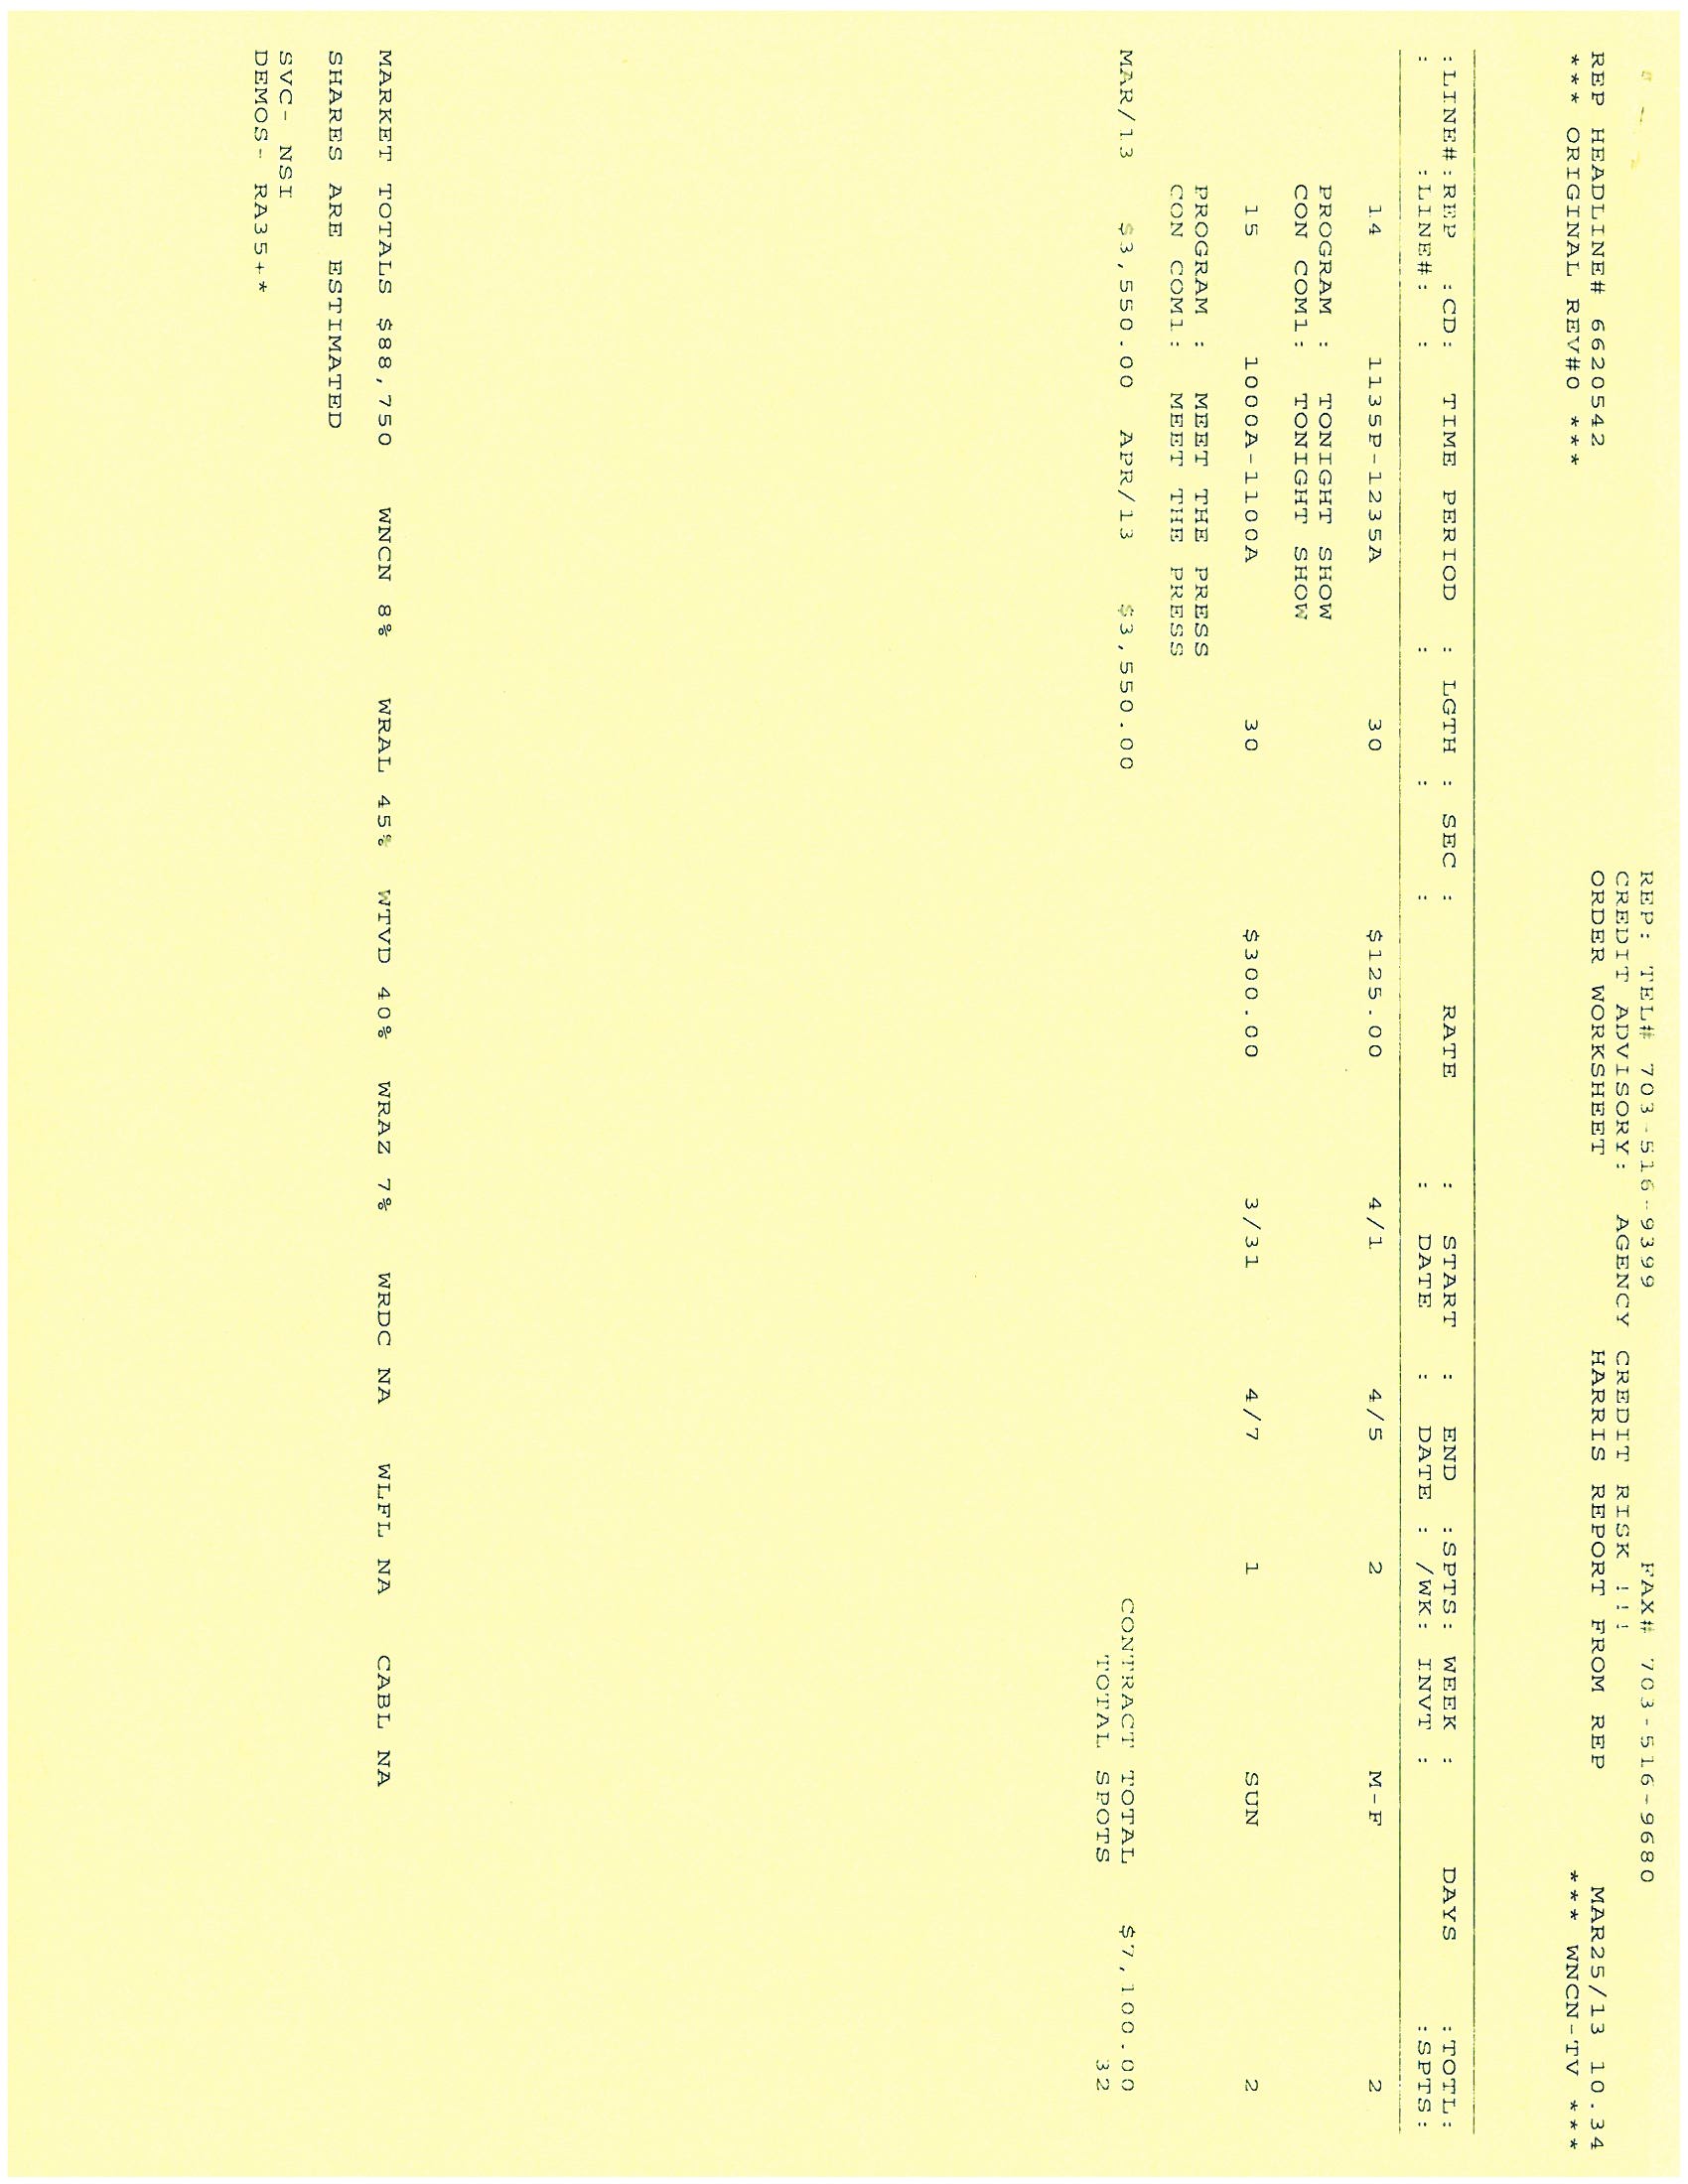 REP: TEL# 703-516-9399 FAX# 703-516-9680
CREDIT ADVISORY: AGENCY CREDIT RISK !!!
REP HEADLINE# 6620542 ORDER WORKSHEET HARRIS REPORT FROM REP MAR25/13 10.34
*** ORIGINAL REV#0 *** *** WNCN-TV ***
:LINE#:REP :CD: TIME PERIOD : LGTH : SEC : RATE : START : END :SPTS: WEEK : DAYS :TOTL:
: :LINE#: : : : : : DATE : DATE : /WK: INVT : :SPTS:
14 1135P-1235A 30 $125.00 4/1 4/5 2 M-F 2
PROGRAM : TONIGHT SHOW
CON COM1: TONIGHT SHOW
15 1000A-1100A 30 $300.00 3/31 4/7 1 SUN 2
PROGRAM : MEET THE PRESS
CON COM1: MEET THE PRESS
MAR/13 $3,550.00 APR/13 $3,550.00 CONTRACT TOTAL $7,100.00
TOTAL SPOTS 32
MARKET TOTALS $88,750 WNCN 8% WRAL 45% WTVD 40% WRAZ 7% WRDC NA WLFL NA CABL NA
SHARES ARE ESTIMATED
SVC- NSI
DEMOS- RA35+*